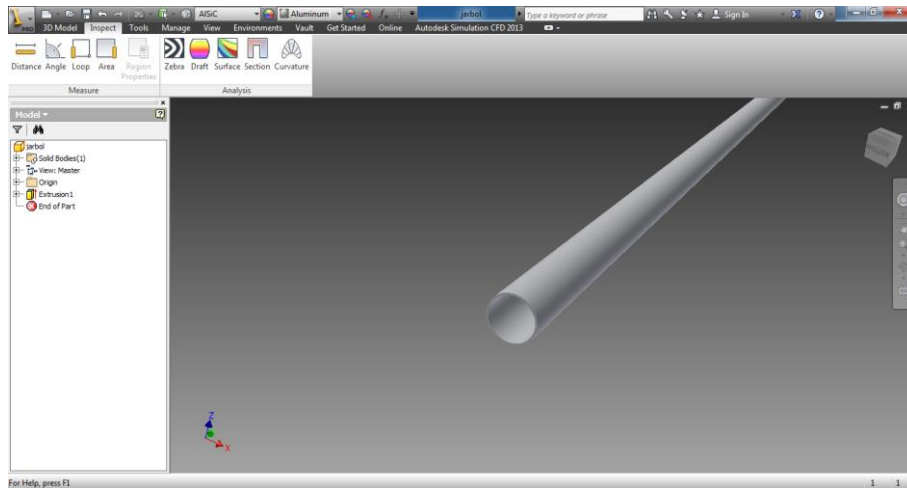 PRO
AlSiC
Aluminum
jarbol
Type a keyword or phrase
Sign In
3D Model Inspect Tools Manage View Environments Vault Get Started Online Autodesk Simulation CFD 2013
Distance Angle Loop Area Region Properties Zebra Draft Surface Section Curvature
Measure Analysis
Model
jarbol
Solid Bodies(1)
View: Master
Origin
Extrusion1
End of Part
Z
X
For Help, press F1
1 1